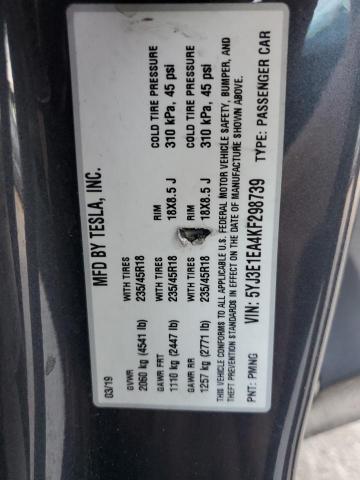 MFD BY TESLA, INC.
03/19
GVWR WITH TIRES RIM COLD TIRE PRESSURE
2060 kg (4541 lb) 235/45R18 18X8.5 J 310 kPa, 45 psi
GAWR FRT WITH TIRES RIM COLD TIRE PRESSURE
1110 kg (2447 lb) 235/45R18 18X8.5 J 310 kPa, 45 psi
GAWR RR
1257 kg (2771 lb)
THIS VEHICLE CONFORMS TO ALL APPLICABLE U.S. FEDERAL MOTOR VEHICLE SAFETY, BUMPER, AND
THEFT PREVENTION STANDARDS IN EFFECT ON THE DATE OF MANUFACTURE SHOWN ABOVE.
VIN: 5YJ3E1EA4KF298739 TYPE: PASSENGER CAR
PNT: PMNG